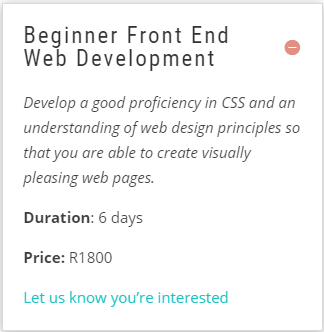 Beginner Front End
Web Development
Develop a good proficiency in CSS and an
understanding of web design principles so
that you are able to create visually
pleasing web pages.
Duration: 6 days
Price: R1800
Let us know you’re interested